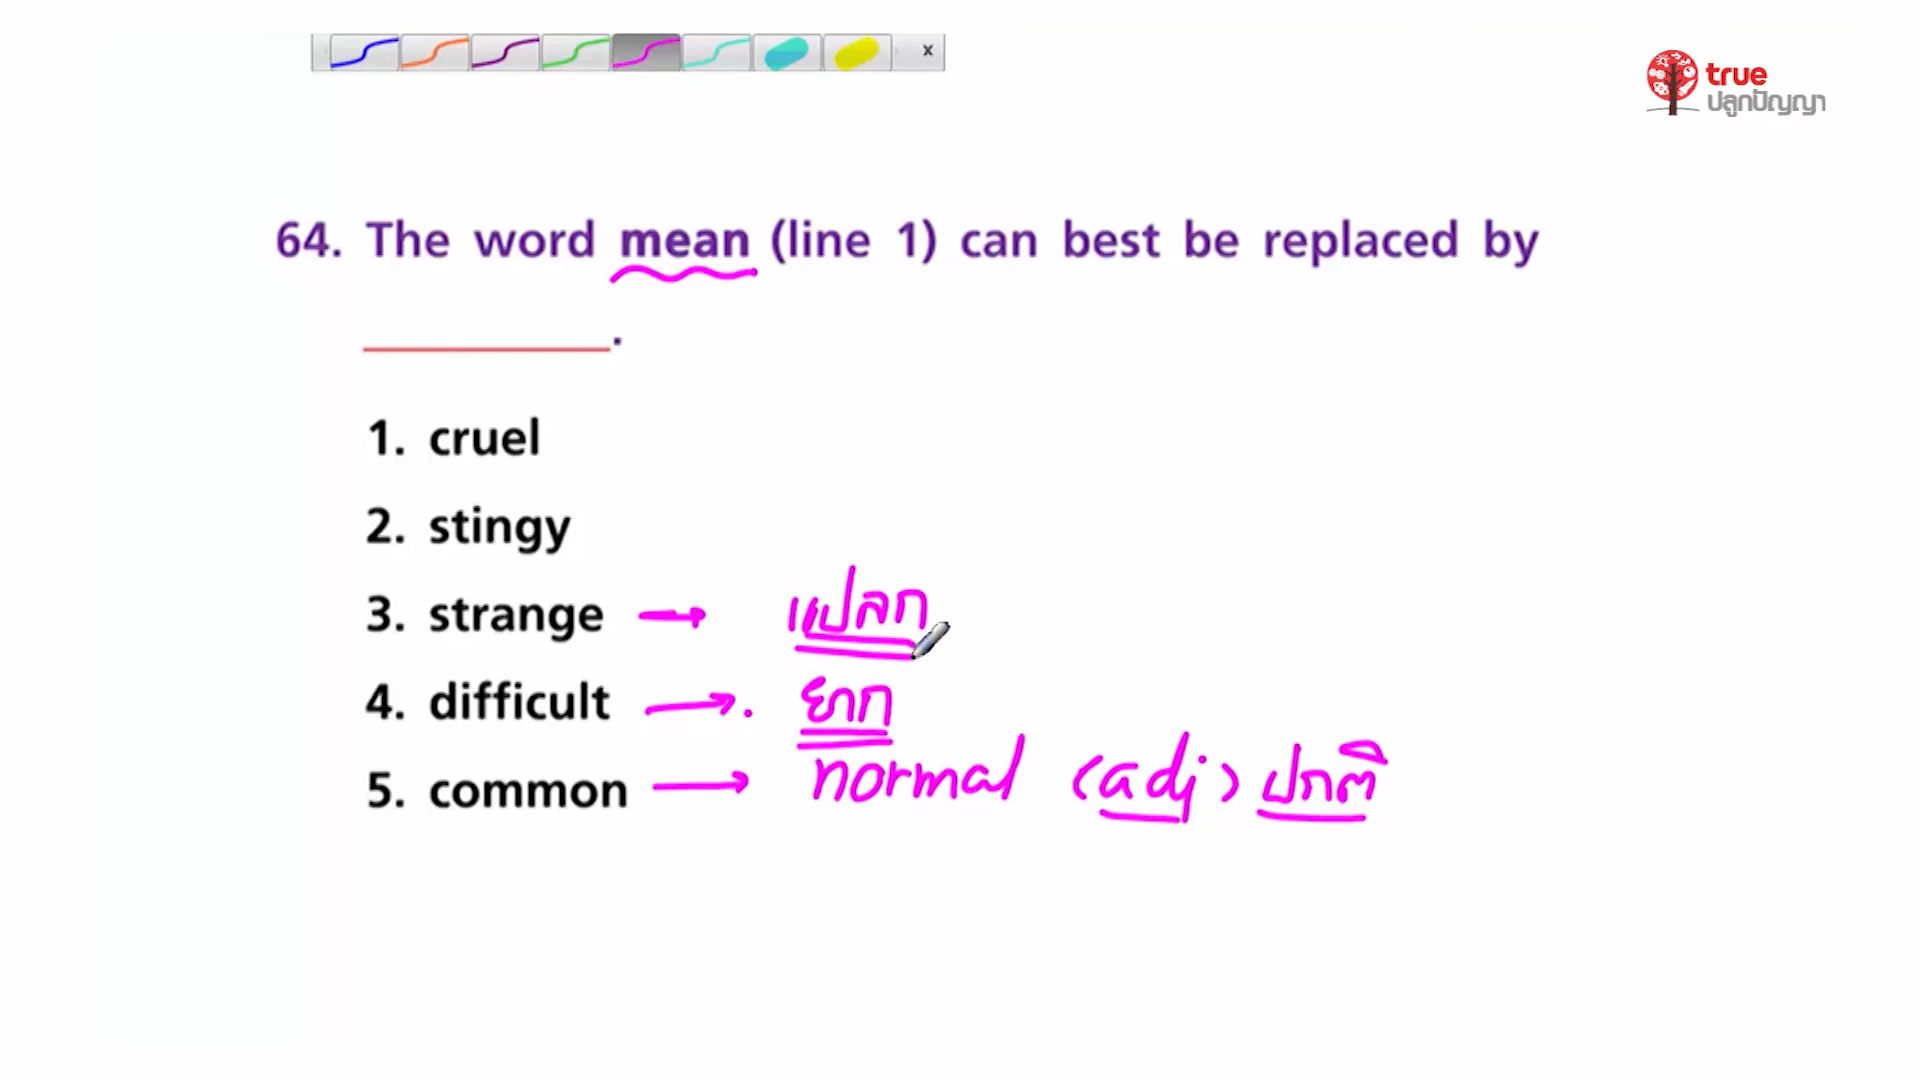 x
true
ปลูกปัญญา
64. The word mean (line 1) can best be replaced by
__________.
1. cruel
2. stingy
3. strange → แปลก
4. difficult → . ยาก
5. common → normal (adj) ปกติ